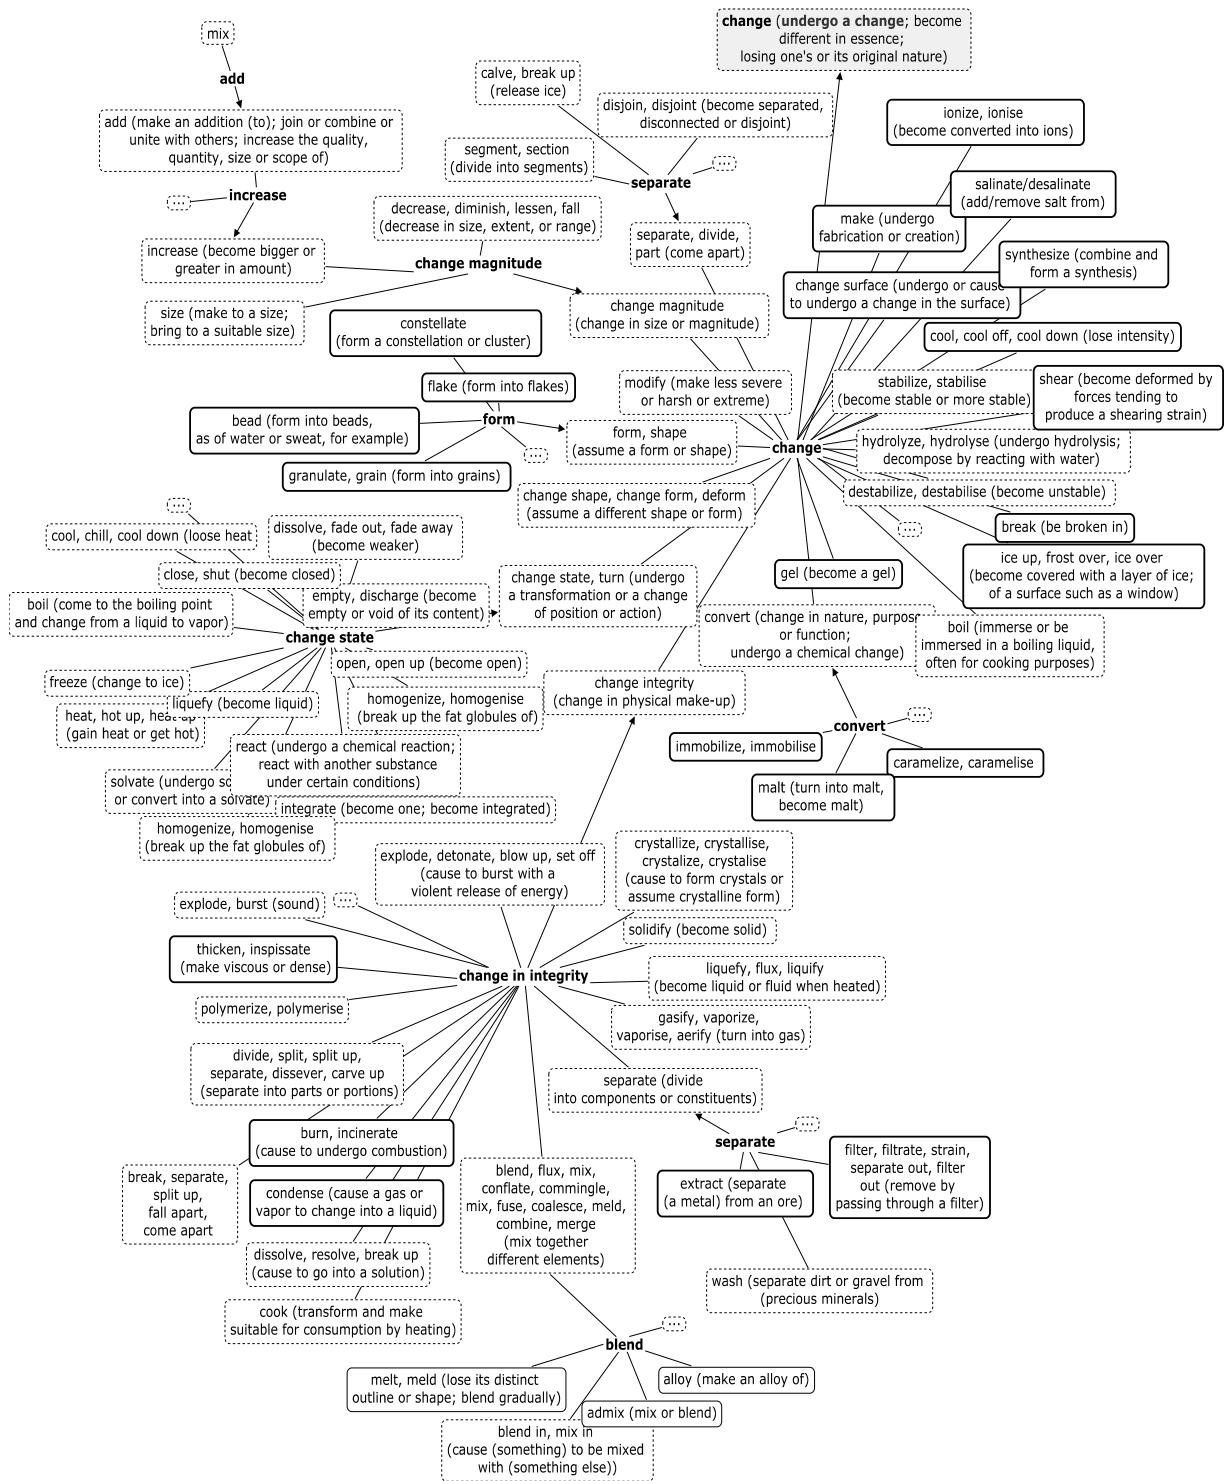 change (undergo a change; become
different in essence;
losing one's or its original nature)
mix
add
add (make an addition (to); join or combine or
unite with others; increase the quality,
quantity, size or scope of)
...
increase
increase (become bigger or
greater in amount)
size (make to a size;
bring to a suitable size)
decrease, diminish, lessen, fall
(decrease in size, extent, or range)
change magnitude
change magnitude
(change in size or magnitude)
calve, break up
(release ice)
disjoin, disjoint (become separated,
disconnected or disjoint)
segment, section
(divide into segments)
...
separate
separate, divide,
part (come apart)
ionize, ionise
(become converted into ions)
salinate/desalinate
(add/remove salt from)
make (undergo
fabrication or creation)
synthesize (combine and
form a synthesis)
change surface (undergo or cause
to undergo a change in the surface)
cool, cool off, cool down (lose intensity)
constellate
(form a constellation or cluster)
flake (form into flakes)
bead (form into beads,
as of water or sweat, for example)
form
...
granulate, grain (form into grains)
form, shape
(assume a form or shape)
modify (make less severe
or harsh or extreme)
stabilize, stabilise
(become stable or more stable)
shear (become deformed by
forces tending to
produce a shearing strain)
change
hydrolyze, hydrolyse (undergo hydrolysis;
decompose by reacting with water)
destabilize, destabilise (become unstable)
...
break (be broken in)
ice up, frost over, ice over
(become covered with a layer of ice;
of a surface such as a window)
change shape, change form, deform
(assume a different shape or form)
gel (become a gel)
change state, turn (undergo
a transformation or a change
of position or action)
convert (change in nature, purpose
or function;
undergo a chemical change)
boil (immerse or be
immersed in a boiling liquid,
often for cooking purposes)
...
cool, chill, cool down (loose heat
dissolve, fade out, fade away
(become weaker)
close, shut (become closed)
boil (come to the boiling point
and change from a liquid to vapor)
empty, discharge (become
empty or void of its content)
change state
open, open up (become open)
freeze (change to ice)
liquefy (become liquid)
heat, hot up, heat up
(gain heat or get hot)
homogenize, homogenise
(break up the fat globules of)
react (undergo a chemical reaction;
react with another substance
under certain conditions)
solvate (undergo
or convert into a solvate)
integrate (become one; become integrated)
homogenize, homogenise
(break up the fat globules of)
change integrity
(change in physical make-up)
convert
...
immobilize, immobilise
caramelize, caramelise
malt (turn into malt,
become malt)
explode, detonate, blow up, set off
(cause to burst with a
violent release of energy)
crystallize, crystallise,
crystalize, crystalise
(cause to form crystals or
assume crystalline form)
explode, burst (sound)
...
solidify (become solid)
thicken, inspissate
(make viscous or dense)
change in integrity
liquefy, flux, liquify
(become liquid or fluid when heated)
polymerize, polymerise
gasify, vaporize,
vaporise, aerify (turn into gas)
divide, split, split up,
separate, dissever, carve up
(separate into parts or portions)
separate (divide
into components or constituents)
burn, incinerate
(cause to undergo combustion)
...
separate
filter, filtrate, strain,
separate out, filter
out (remove by
passing through a filter)
break, separate,
split up,
fall apart,
come apart
condense (cause a gas or
vapor to change into a liquid)
blend, flux, mix,
conflate, commingle,
mix, fuse, coalesce, meld,
combine, merge
(mix together
different elements)
extract (separate
(a metal) from an ore)
dissolve, resolve, break up
(cause to go into a solution)
wash (separate dirt or gravel from
(precious minerals)
cook (transform and make
suitable for consumption by heating)
...
blend
melt, meld (lose its distinct
outline or shape; blend gradually)
alloy (make an alloy of)
admix (mix or blend)
blend in, mix in
(cause (something) to be mixed
with (something else))